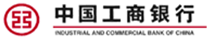 中国工商银行
INDUSTRIAL AND COMMERCIAL BANK OF CHINA